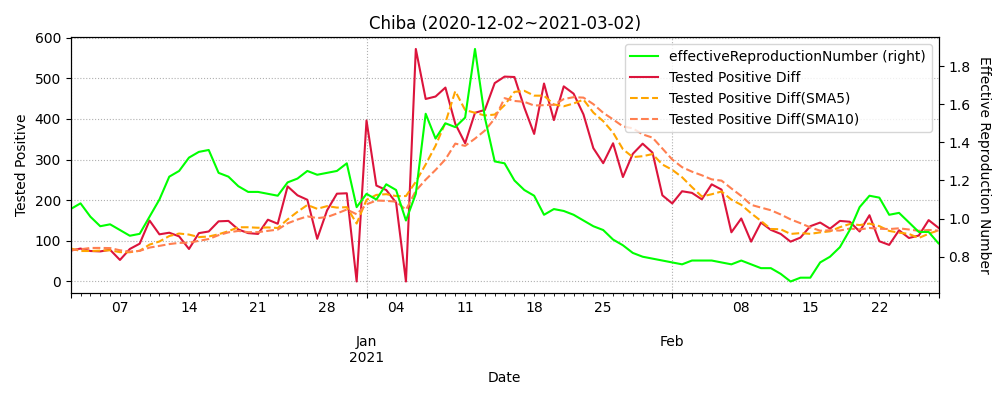 Chiba (2020-12-02~2021-03-02)
effectiveReproductionNumber (right)
Tested Positive Diff
Tested Positive Diff(SMA5)
Tested Positive Diff(SMA10)
Tested Positive
600
500
400
300
200
100
0
Effective Reproduction Number
1.8
1.6
1.4
1.2
1.0
0.8
07 14 21 28 04 11 18 25 08 15 22
Jan Feb
2021
Date